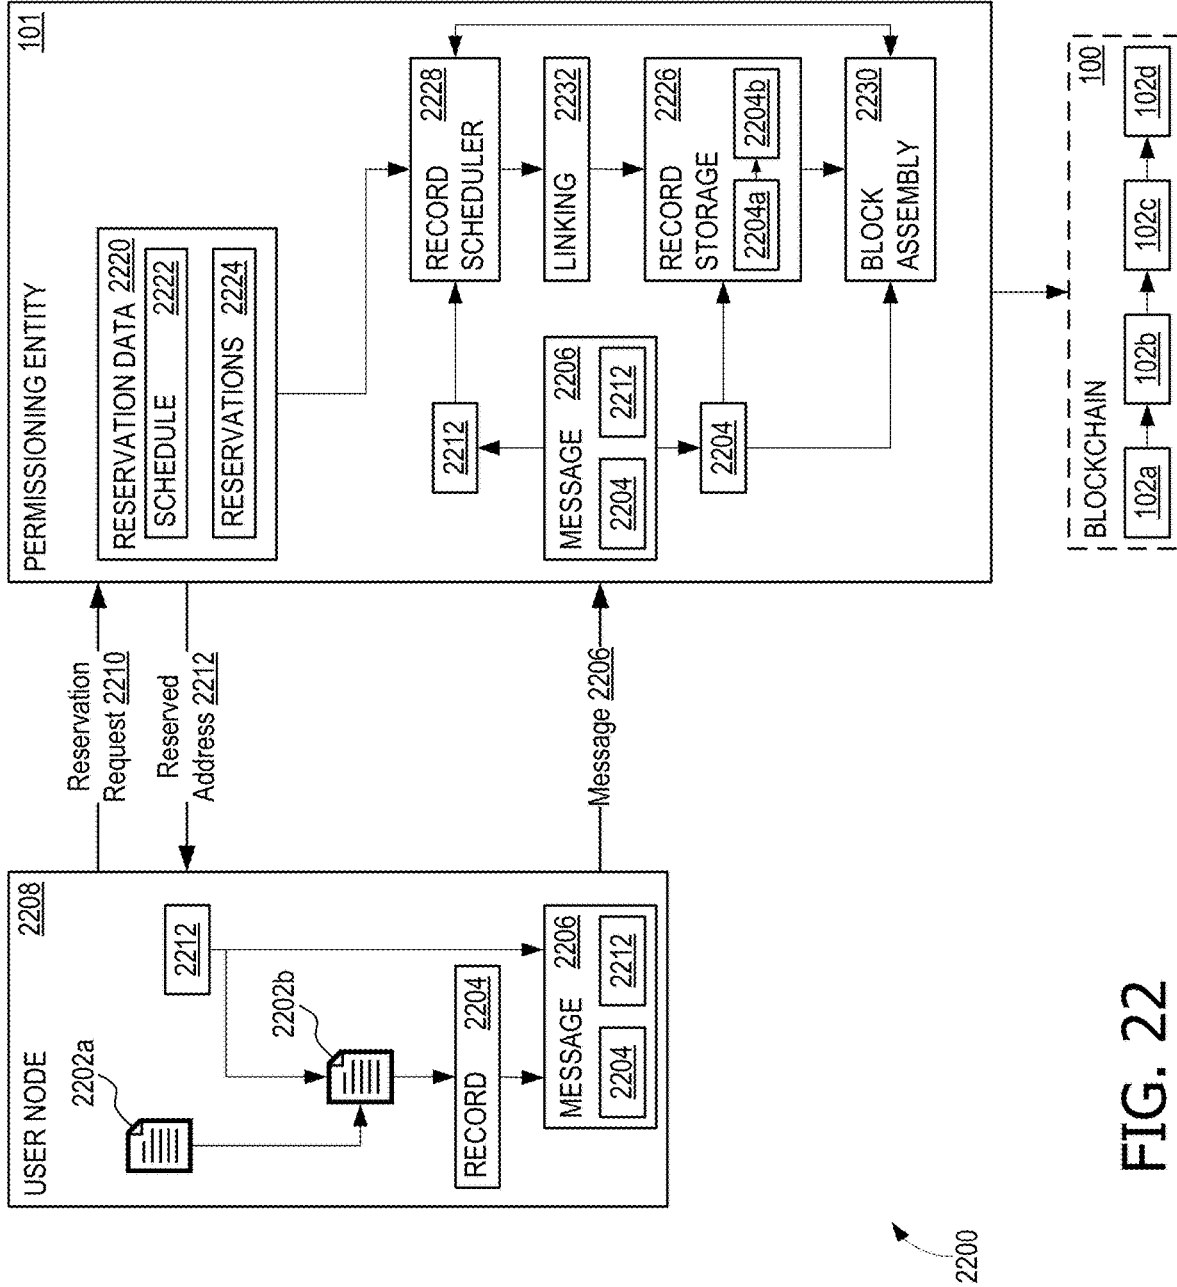 USER NODE 2208
2202a
2212
2202b
RECORD 2204
MESSAGE 2206
2204 2212
Reservation
Request 2210
Reserved
Address 2212
Message 2206
PERMISSIONING ENTITY 101
RESERVATION DATA 2220
SCHEDULE 2222
RESERVATIONS 2224
2212
RECORD 2228
SCHEDULER
LINKING 2232
MESSAGE 2206
2204 2212
2204
RECORD 2226
STORAGE
2204a 2204b
BLOCK 2230
ASSEMBLY
BLOCKCHAIN 100
102a 102b 102c 102d
2200
FIG. 22